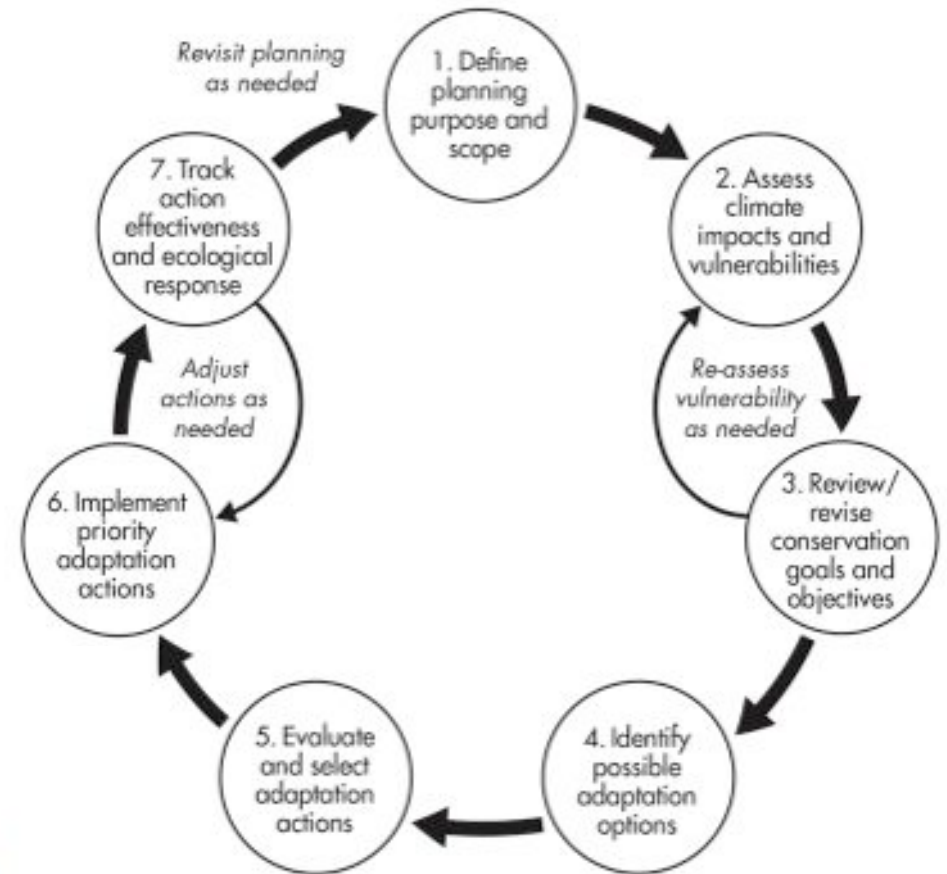 Revisit planning
as needed
1. Define
planning
purpose and
scope
2. Assess
climate
impacts and
vulnerabilities
Re-assess
vulnerability
as needed
3. Review/
revise
conservation
goals and
objectives
4. Identify
possible
adaptation
options
5. Evaluate
and select
adaptation
actions
6. Implement
priority
adaptation
actions
Adjust
actions as
needed
7. Track
action
effectiveness
and ecological
response